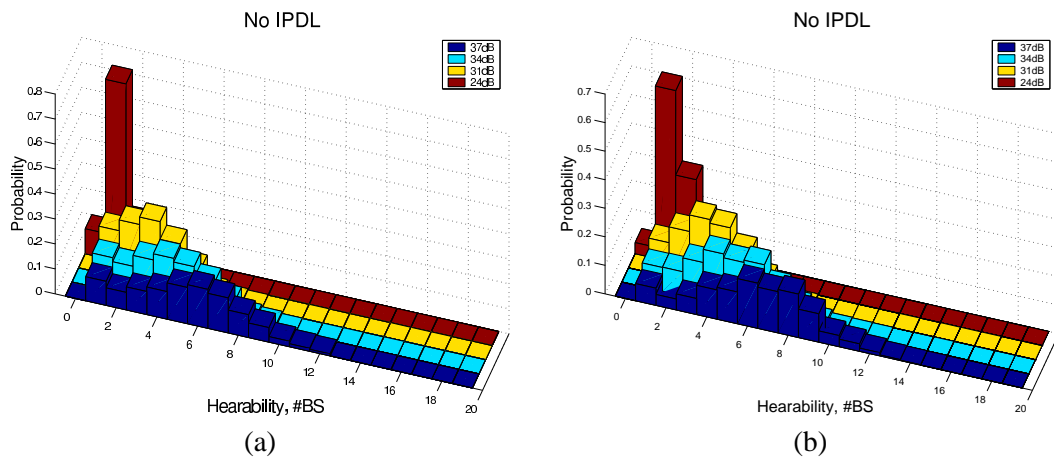 No IPDL
37dB
34dB
31dB
24dB
0.8
0.7
0.6
0.5
0.4
0.3
0.2
0.1
0
Probability
0
2
4
6
8
10
12
14
16
18
20
Hearability, #BS
(a)
No IPDL
37dB
34dB
31dB
24dB
0.7
0.6
0.5
0.4
0.3
0.2
0.1
0
Probability
0
2
4
6
8
10
12
14
16
18
20
Hearability, #BS
(b)